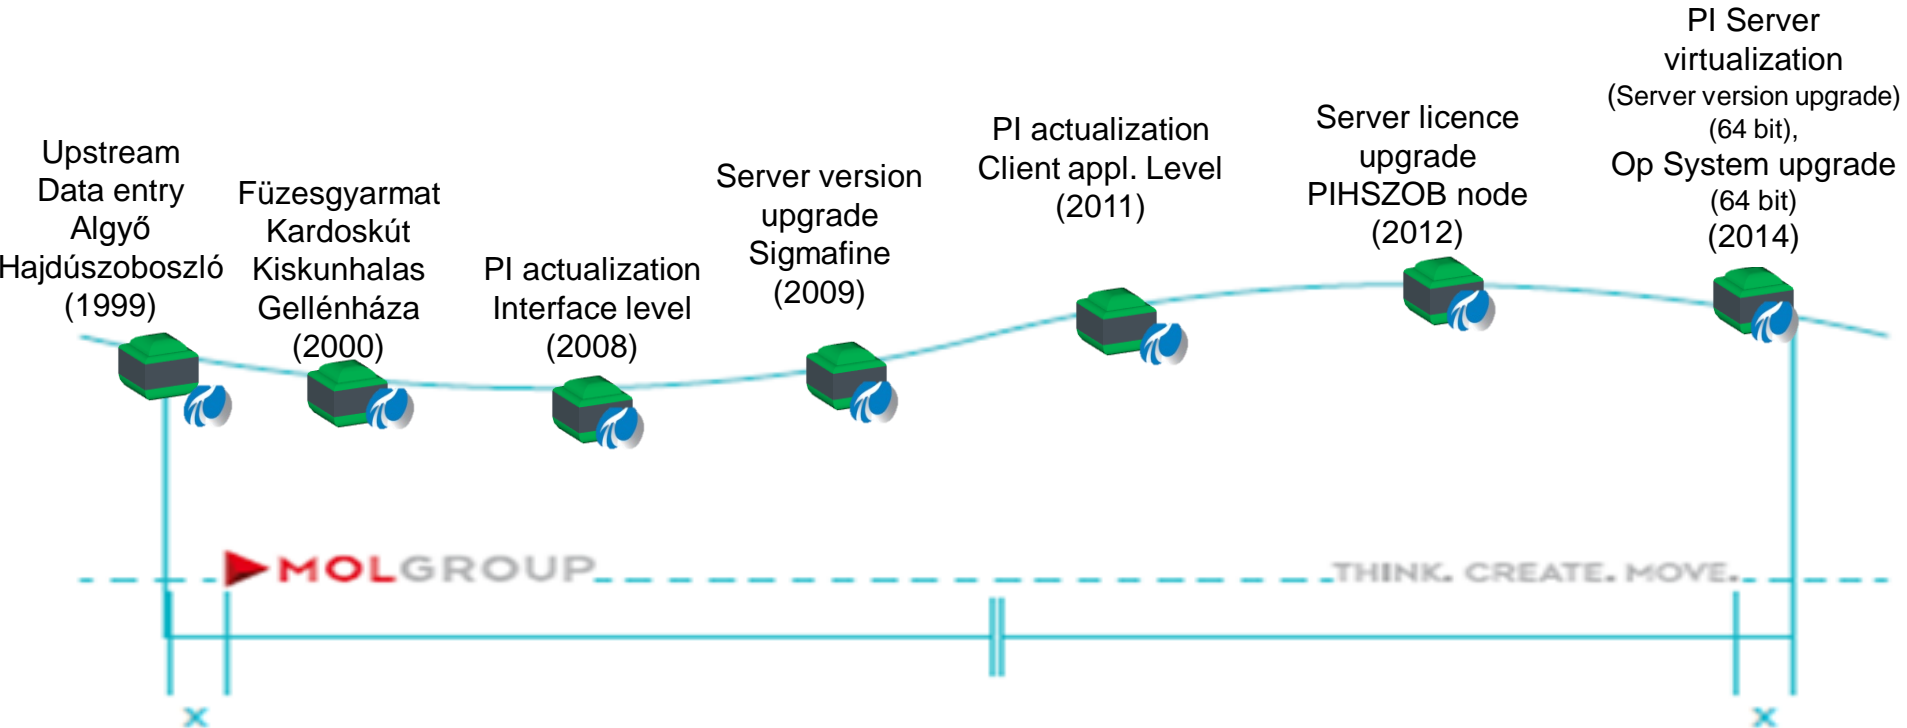 Upstream
Data entry
Algyő
Hajdúszoboszló
(1999)
Füzesgyarmat
Kardoskút
Kiskunhalas
Gellénháza
(2000)
PI actualization
Interface level
(2008)
Server version
upgrade
Sigmafine
(2009)
PI actualization
Client appl. Level
(2011)
Server licence
upgrade
PIHSZOB node
(2012)
PI Server
virtualization
(Server version upgrade)
(64 bit),
Op System upgrade
(64 bit)
(2014)
MOLGROUP
THINK. CREATE. MOVE.
x
x